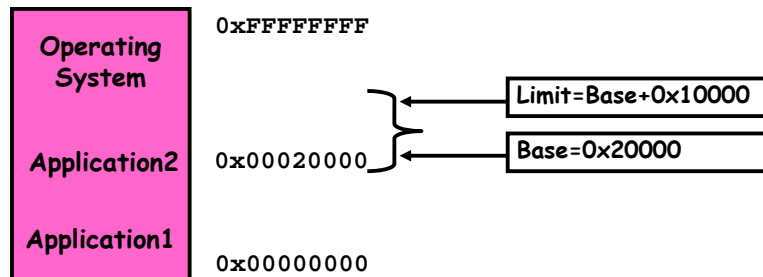 Operating
System
Application2
Application1
0xFFFFFFFF
0x00020000
0x00000000
Limit=Base+0x10000
Base=0x20000